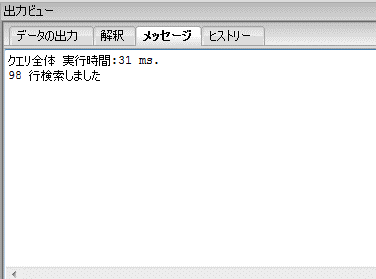 出力ビュー
データの出力 解釈 メッセージ ヒストリー
クエリ全体 実行時間:31 ms.
98 行検索しました